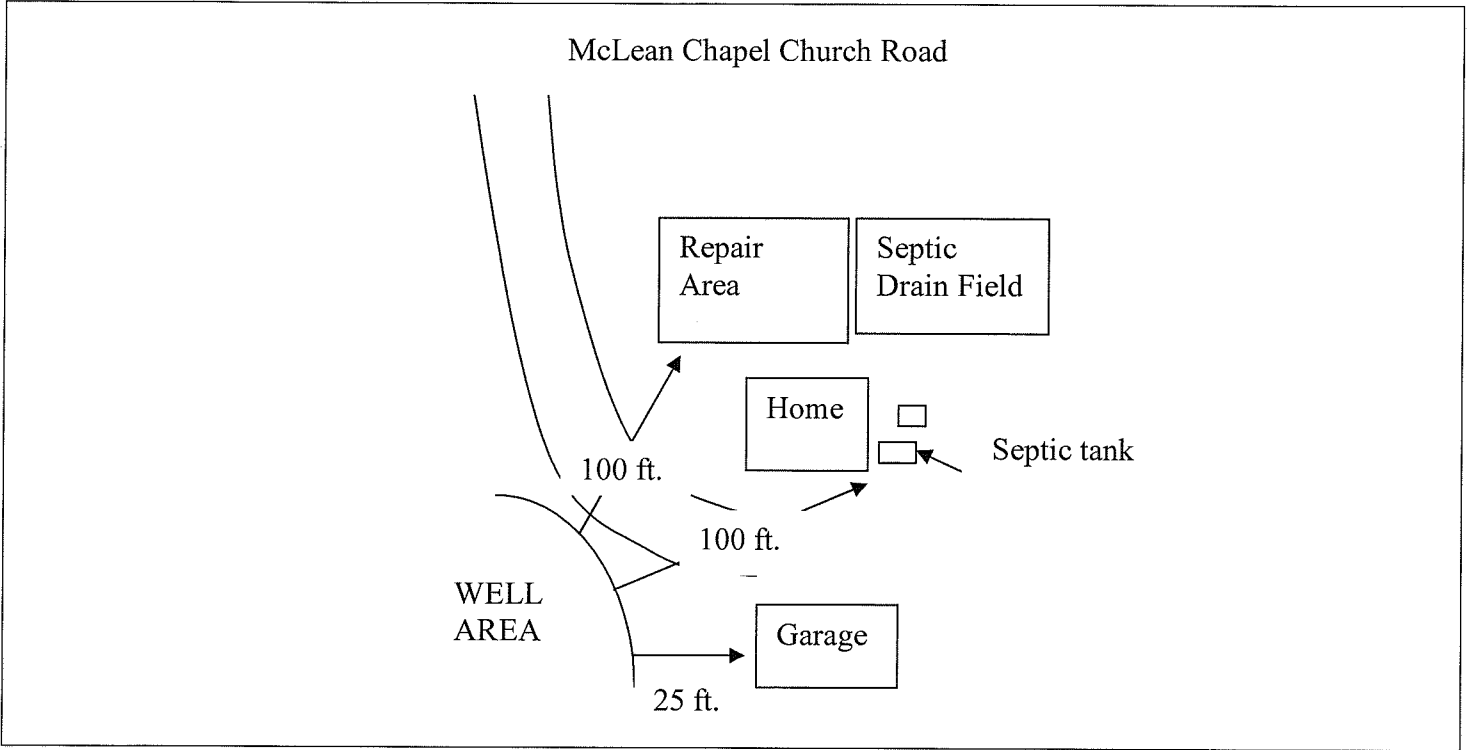 McLean Chapel Church Road
Repair
Area
Septic
Drain Field
Home
Septic tank
100 ft.
100 ft.
WELL
AREA
Garage
25 ft.